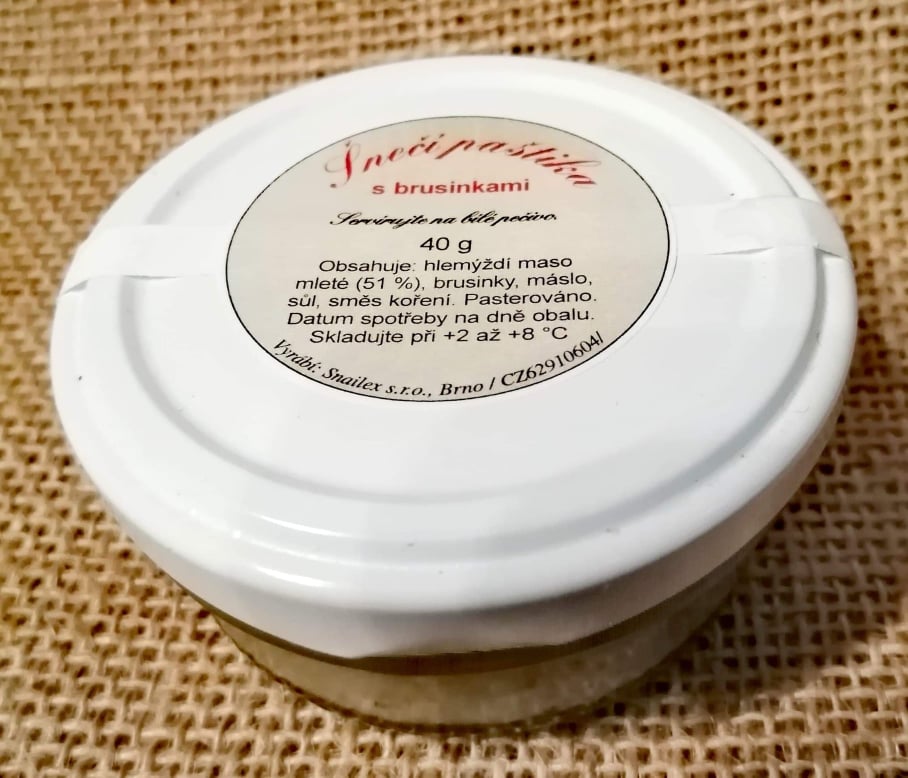 Šnečí paštika
s brusinkami
Servírujte na bílé pečivo.
40 g
Obsahuje: hlemýždí maso
mleté (51 %), brusinky, máslo,
sůl, směs koření. Pasterováno.
Datum spotřeby na dně obalu.
Skladujte při +2 až +8 °C
Vyrábí: Snailex s.r.o., Brno / CZ62910604/